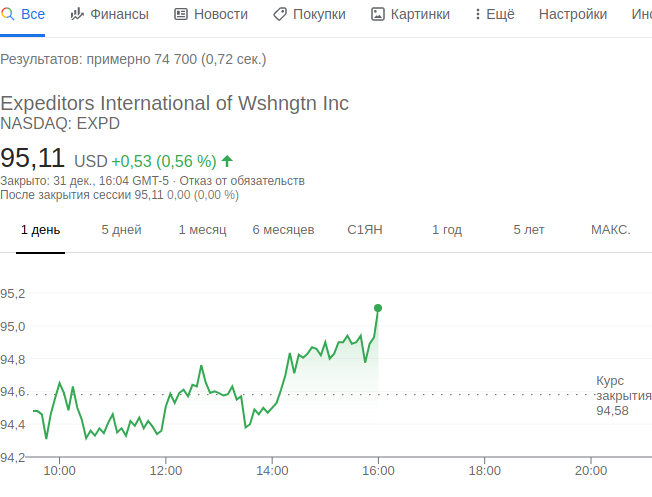 Все Финансы Новости Покупки Картинки Ещё Настройки
Результатов: примерно 74 700 (0,72 сек.)
Expeditors International of Wshngtn Inc
NASDAQ: EXPD
95,11 USD +0,53 (0,56 %)
Закрыто: 31 дек., 16:04 GMT-5 · Отказ от обязательств
После закрытия сессии 95,11 0,00 (0,00 %)
1 день 5 дней 1 месяц 6 месяцев С1ЯН 1 год 5 лет МАКС.
95,2
95,0
94,8
94,6
Курс
закрытия
94,58
94,4
94,2
10:00 12:00 14:00 16:00 18:00 20:00